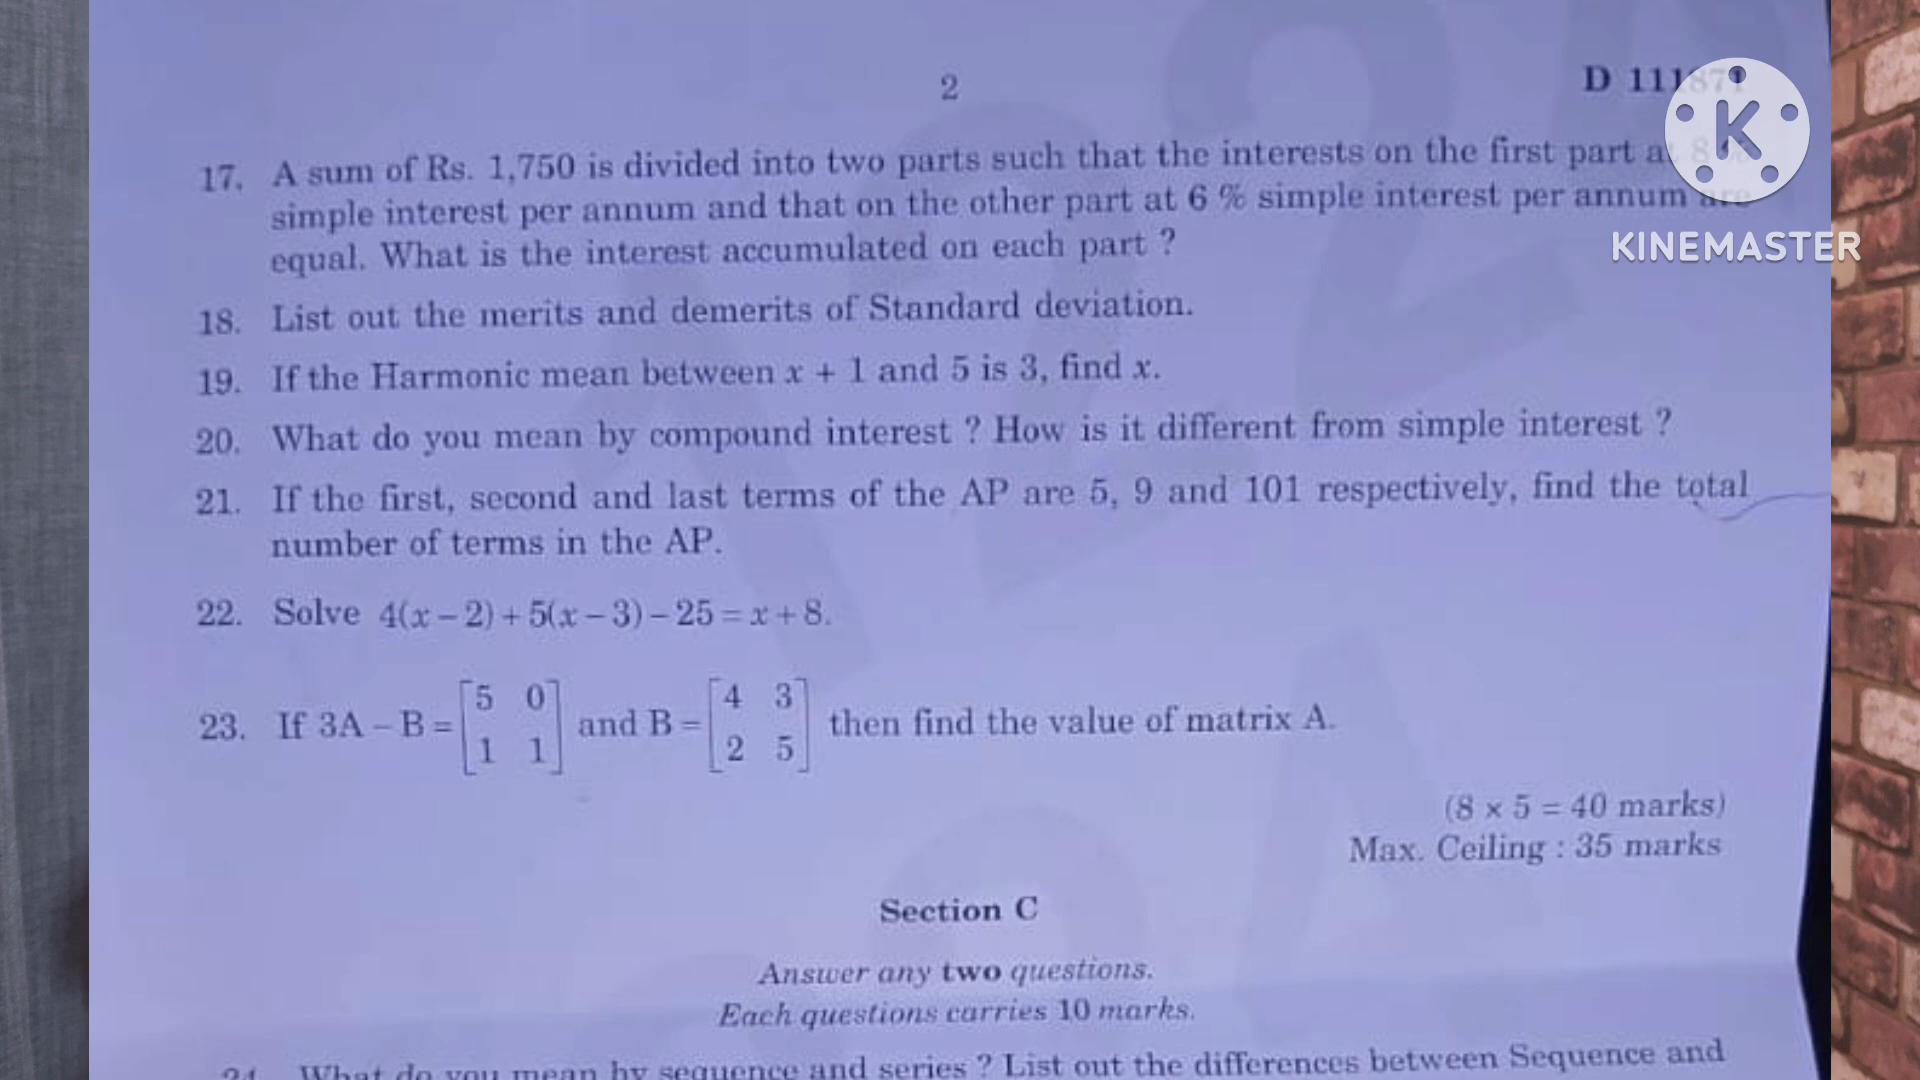 2
D 111871
17. A sum of Rs. 1,750 is divided into two parts such that the interests on the first part at
simple interest per annum and that on the other part at 6 % simple interest per annum are
equal. What is the interest accumulated on each part ?
K
KINEMASTER
18. List out the merits and demerits of Standard deviation.
19. If the Harmonic mean between x + 1 and 5 is 3, find x.
20. What do you mean by compound interest ? How is it different from simple interest ?
21. If the first, second and last terms of the AP are 5, 9 and 101 respectively, find the total
number of terms in the AP.
22. Solve 4(x – 2) + 5(x – 3) – 25 = x + 8.
23. If 3A – B = [5 0; 1 1] and B = [4 3; 2 5] then find the value of matrix A.
(8 × 5 = 40 marks)
Max. Ceiling : 35 marks
Section C
Answer any two questions.
Each questions carries 10 marks.
24. What do you mean by sequence and series ? List out the differences between Sequence and